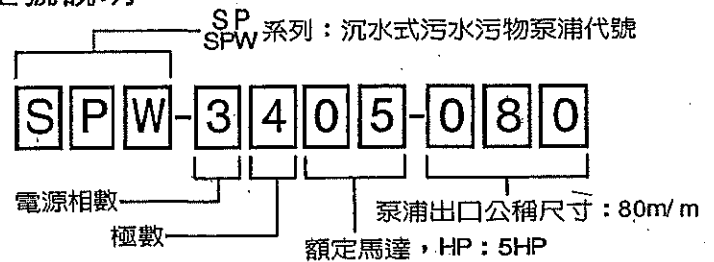 SP
SPW 系列：沉水式污水污物泵浦代號
SPW-3405-080
電源相數
極數
額定馬達，HP：5HP
泵浦出口公稱尺寸：80m/m